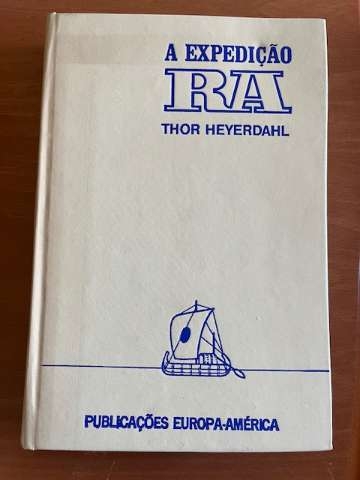 A EXPEDIÇÃO
RA
THOR HEYERDAHL
PUBLICAÇÕES EUROPA-AMÉRICA